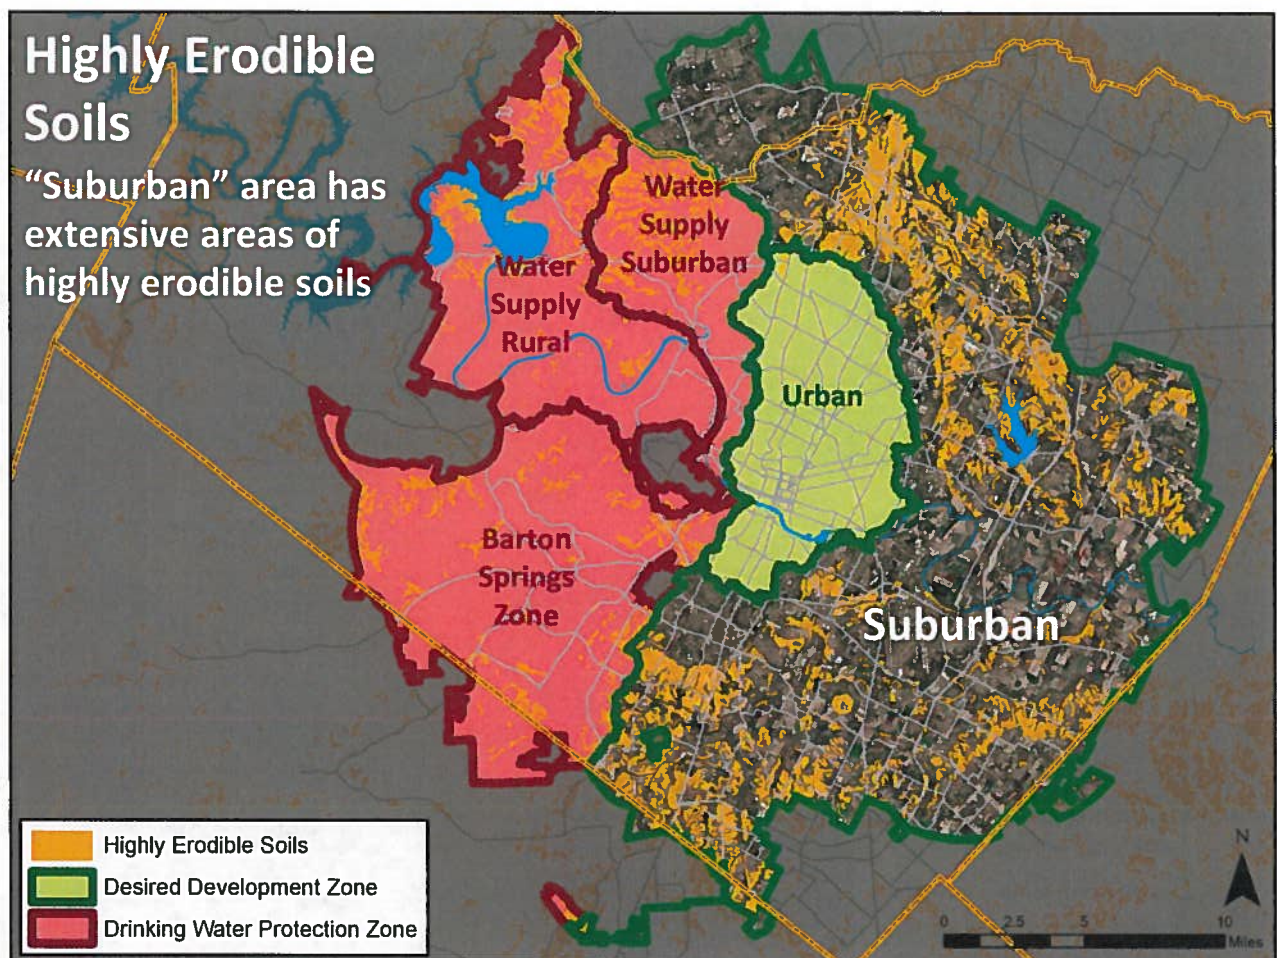 Highly Erodible
Soils
“Suburban” area has
extensive areas of
highly erodible soils
Water
Supply
Suburban
Water
Supply
Rural
Urban
Barton
Springs
Zone
Suburban
Highly Erodible Soils
Desired Development Zone
Drinking Water Protection Zone
N
0 2.5 5 10
Miles